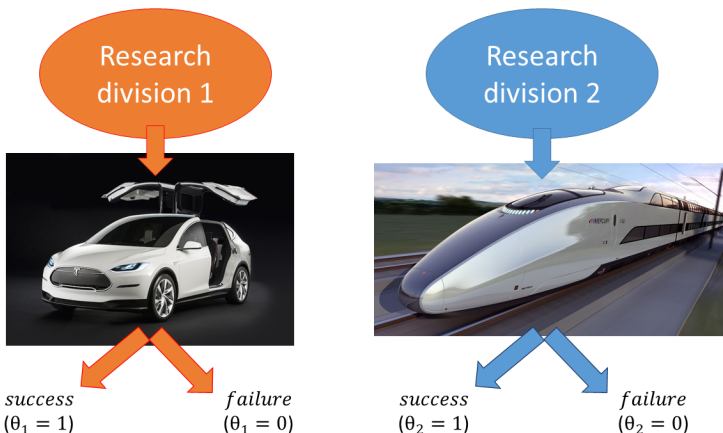 Research
division 1
Research
division 2
success
(θ₁ = 1)
failure
(θ₁ = 0)
success
(θ₂ = 1)
failure
(θ₂ = 0)